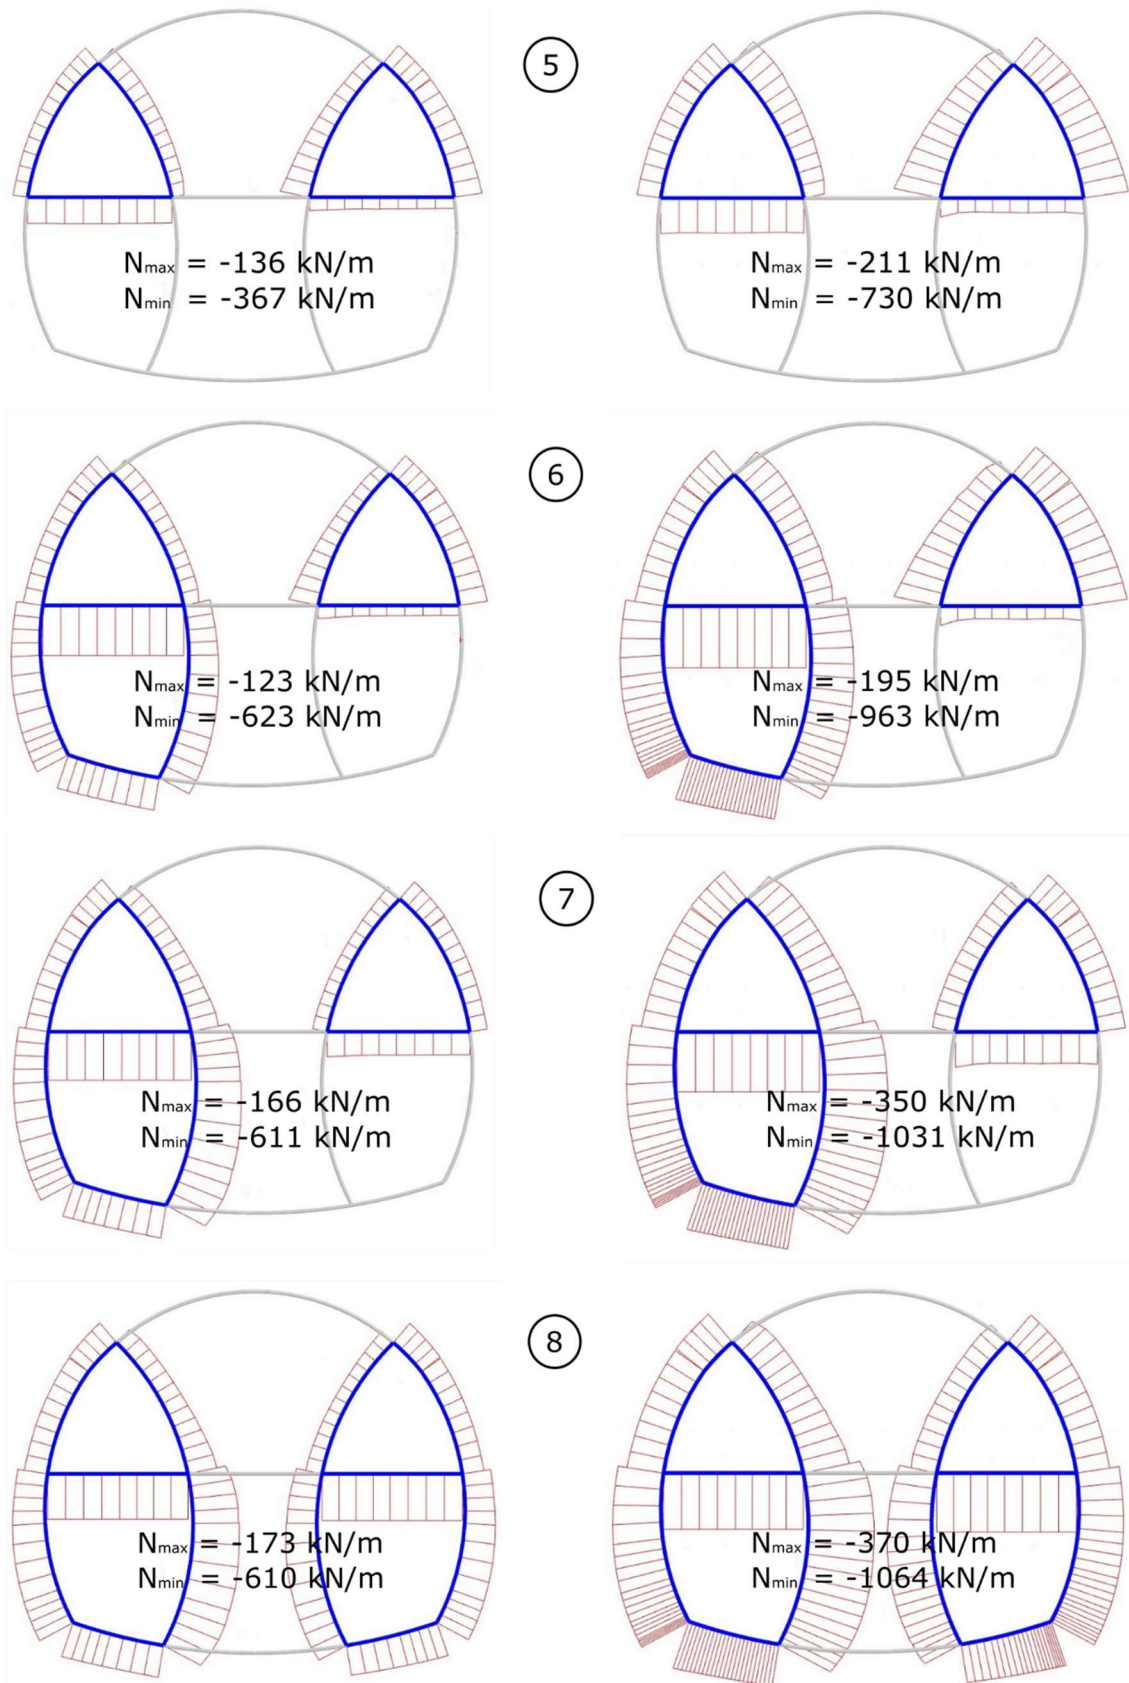 5
Nmax = -136 kN/m
Nmin = -367 kN/m
Nmax = -211 kN/m
Nmin = -730 kN/m
6
Nmax = -123 kN/m
Nmin = -623 kN/m
Nmax = -195 kN/m
Nmin = -963 kN/m
7
Nmax = -166 kN/m
Nmin = -611 kN/m
Nmax = -350 kN/m
Nmin = -1031 kN/m
8
Nmax = -173 kN/m
Nmin = -610 kN/m
Nmax = -370 kN/m
Nmin = -1064 kN/m